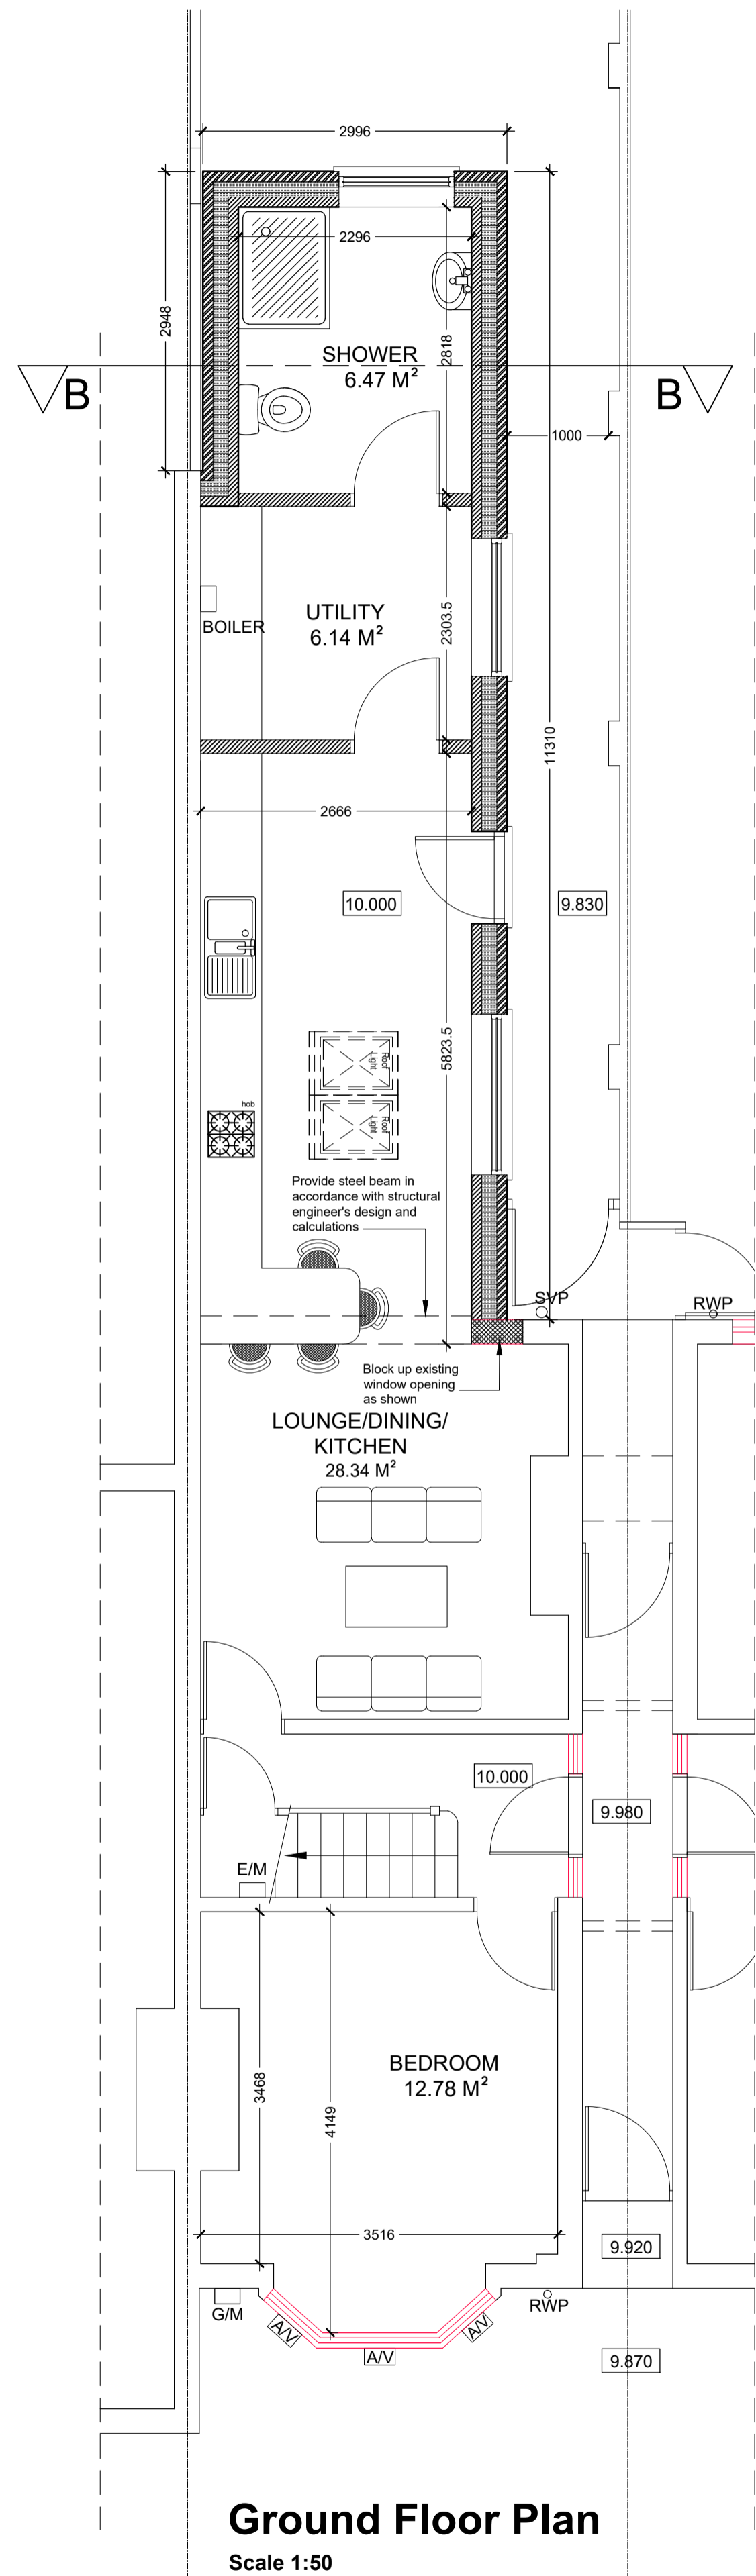 2996
2296
2948
2818
SHOWER
6.47 M²
B
B
1000
BOILER
UTILITY
6.14 M²
2303.5
11310
2666
10.000
9.830
5823.5
Roof
Light
Roof
Light
hob
Provide steel beam in
accordance with structural
engineer's design and
calculations
SVP
RWP
Block up existing
window opening
as shown
LOUNGE/DINING/
KITCHEN
28.34 M²
10.000
9.980
E/M
BEDROOM
12.78 M²
3468
4149
3516
9.920
G/M
RWP
A/V
A/V
A/V
9.870
Ground Floor Plan
Scale 1:50